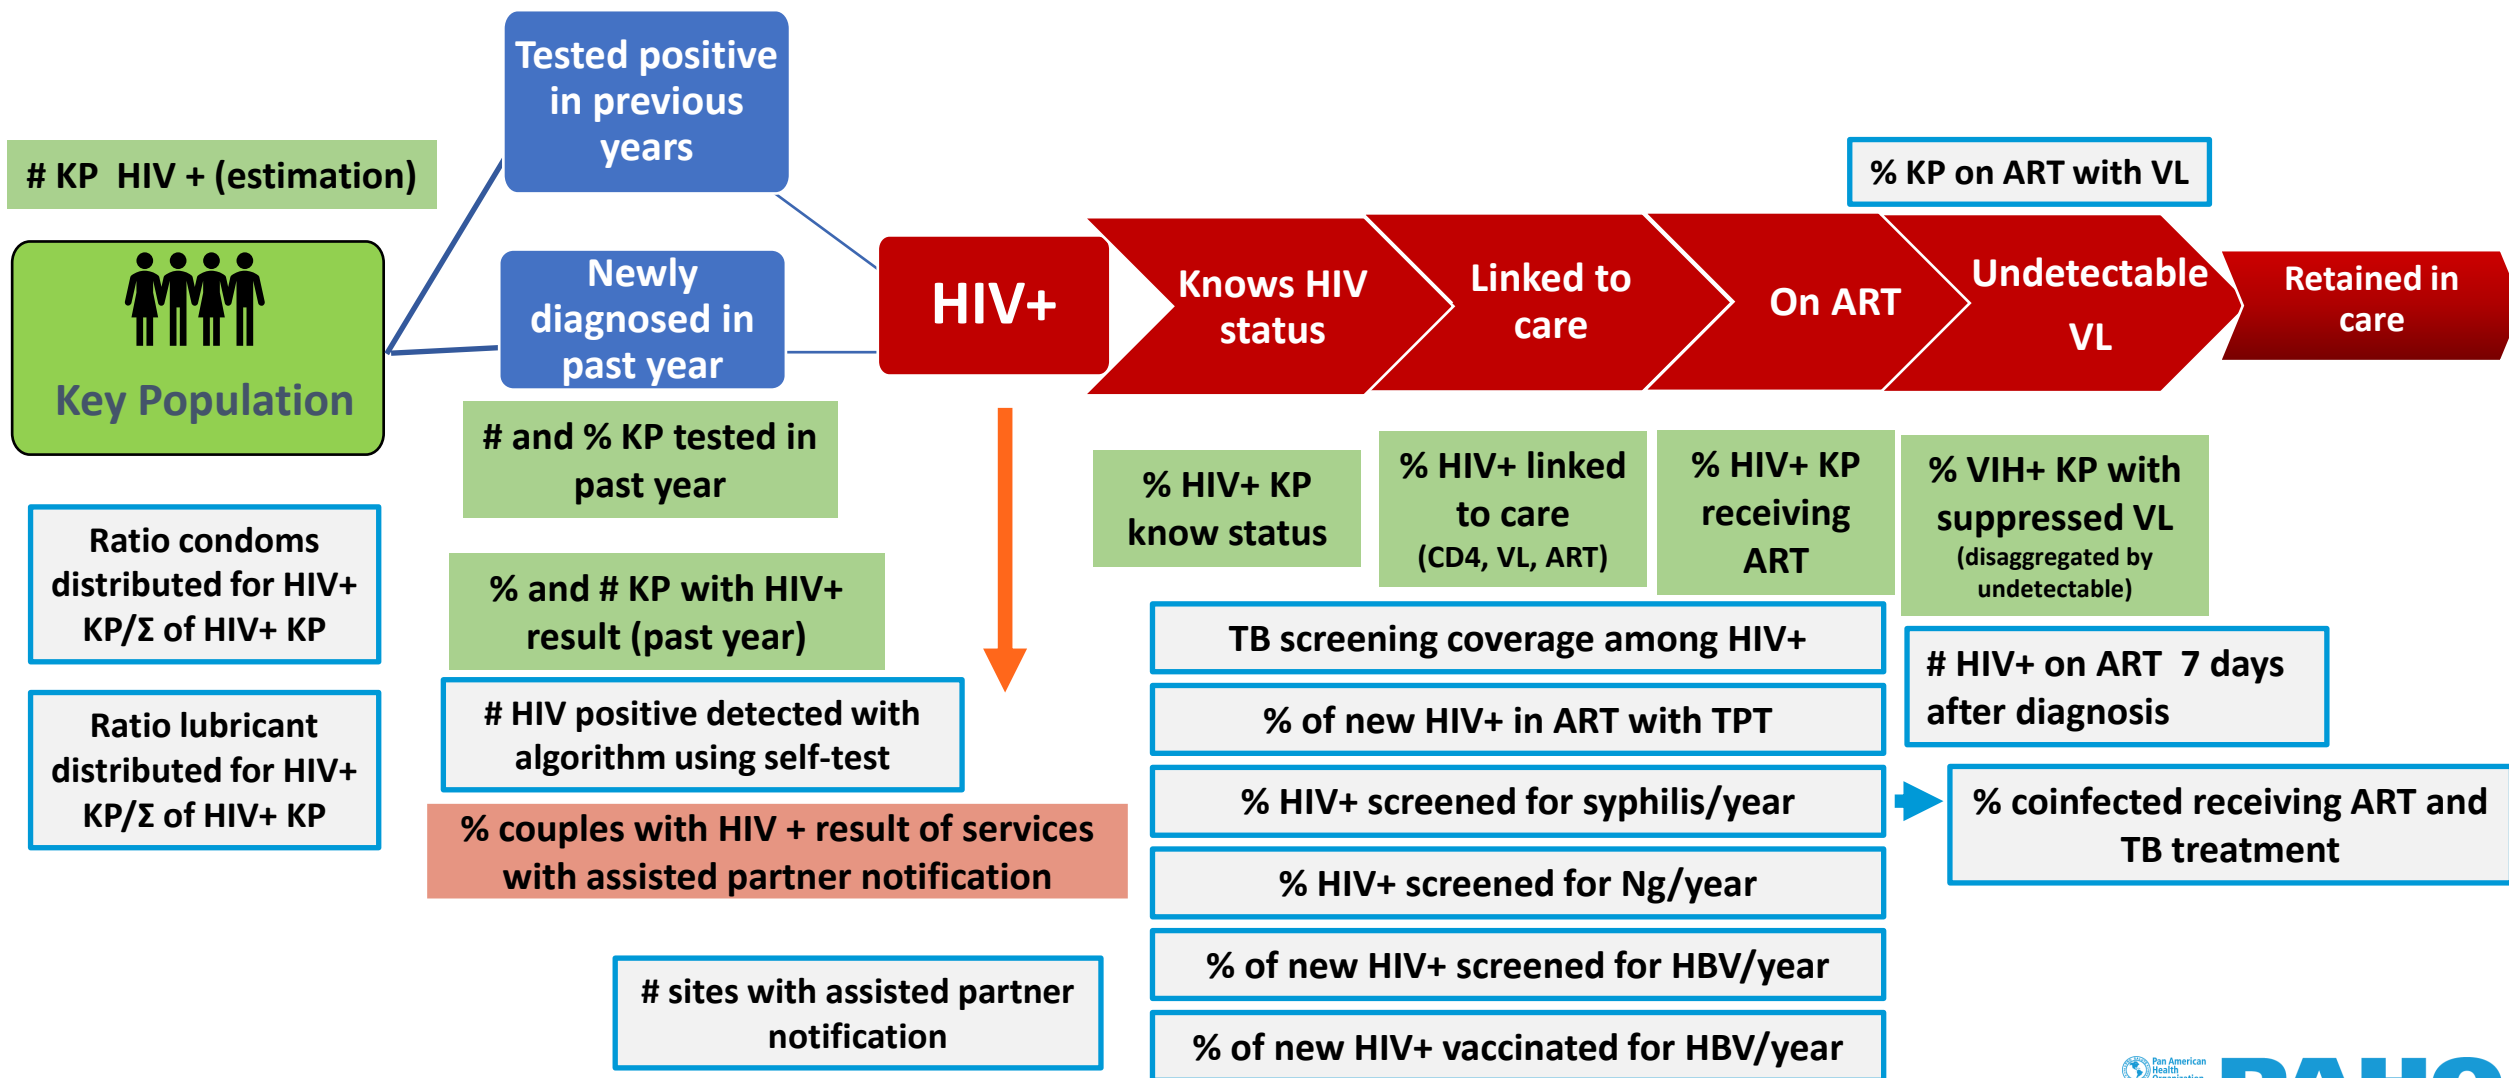 Tested positive
in previous
years
# KP  HIV + (estimation)
% KP on ART with VL
Key Population
Newly
diagnosed in
past year
HIV+
Knows HIV
status
Linked to
care
On ART
Undetectable
VL
Retained in
care
# and % KP tested in
past year
% and # KP with HIV+
result (past year)
# HIV positive detected with
algorithm using self-test
% couples with HIV + result of services
with assisted partner notification
# sites with assisted partner
notification
Ratio condoms
distributed for HIV+
KP/Σ of HIV+ KP
Ratio lubricant
distributed for HIV+
KP/Σ of HIV+ KP
% HIV+ KP
know status
% HIV+ linked
to care
(CD4, VL, ART)
% HIV+ KP
receiving
ART
% VIH+ KP with
suppressed VL
(disaggregated by
undetectable)
TB screening coverage among HIV+
% of new HIV+ in ART with TPT
% HIV+ screened for syphilis/year
% HIV+ screened for Ng/year
% of new HIV+ screened for HBV/year
% of new HIV+ vaccinated for HBV/year
# HIV+ on ART  7 days
after diagnosis
% coinfected receiving ART and
TB treatment
Pan American
Health
Organization
PAHO